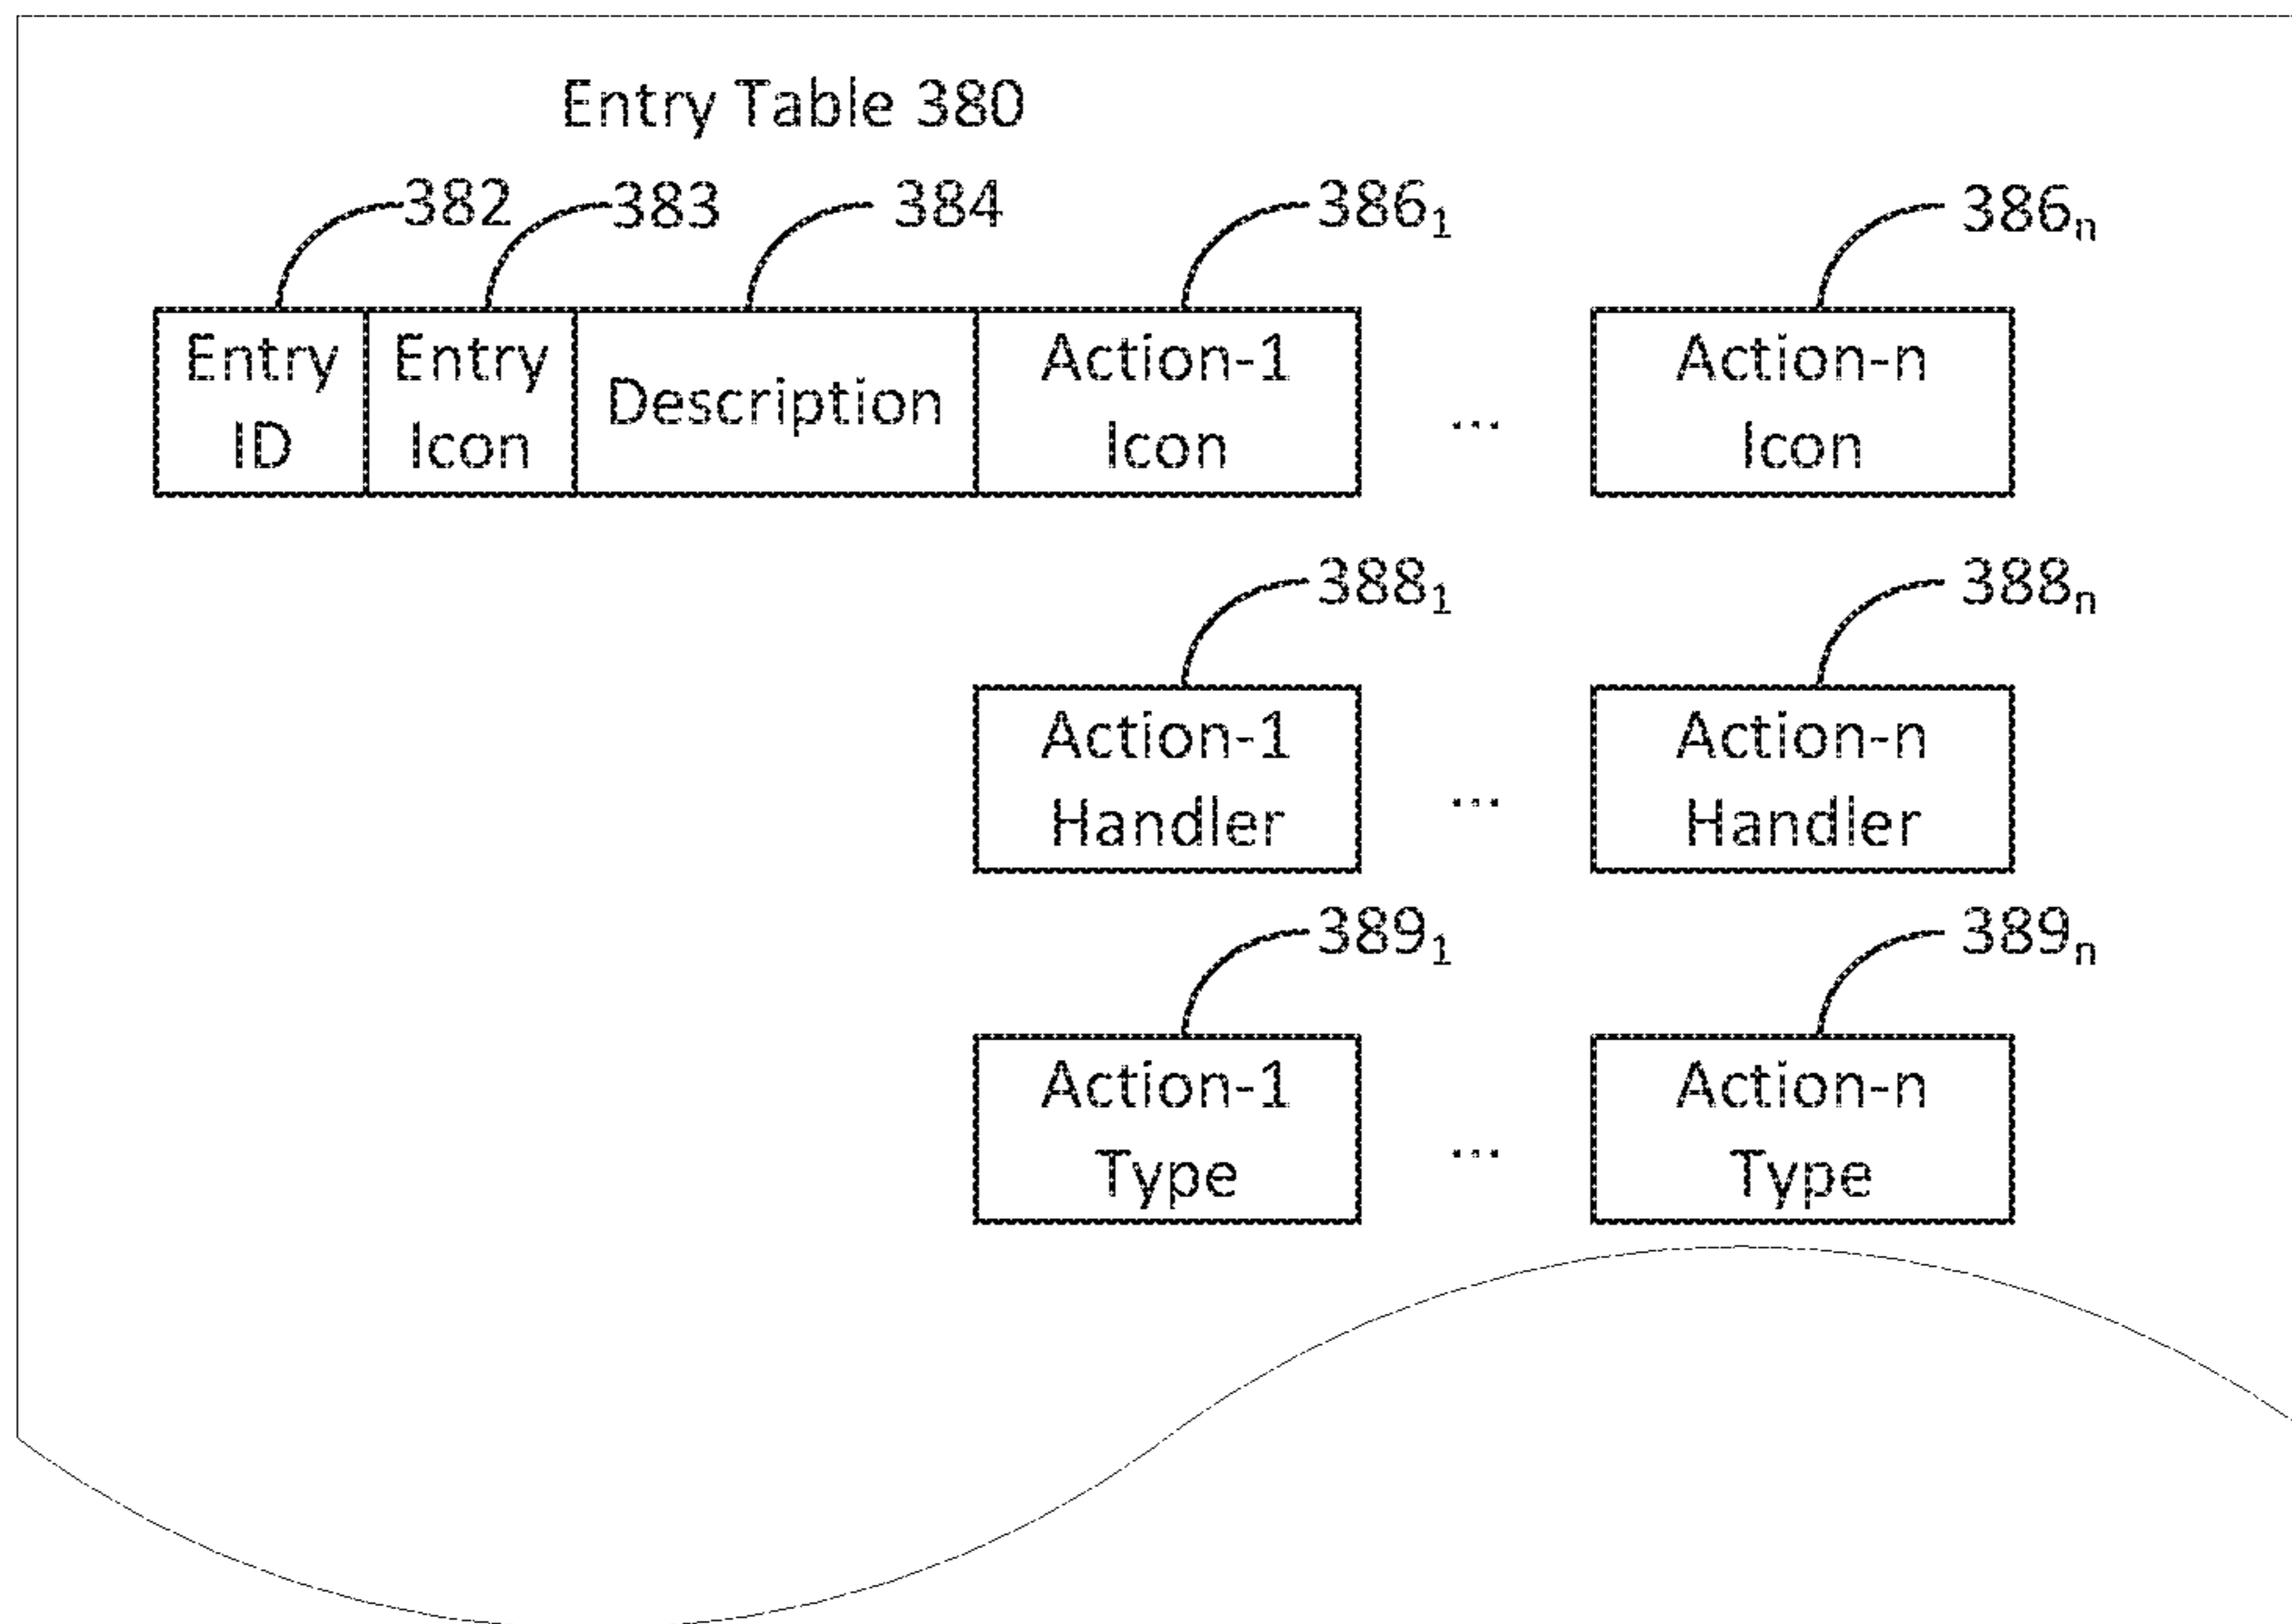 Entry Table 380
382 383 384 386₁ 386ₙ
Entry ID Entry Icon Description Action-1 Icon ... Action-n Icon
388₁ 388ₙ
Action-1 Handler ... Action-n Handler
389₁ 389ₙ
Action-1 Type ... Action-n Type